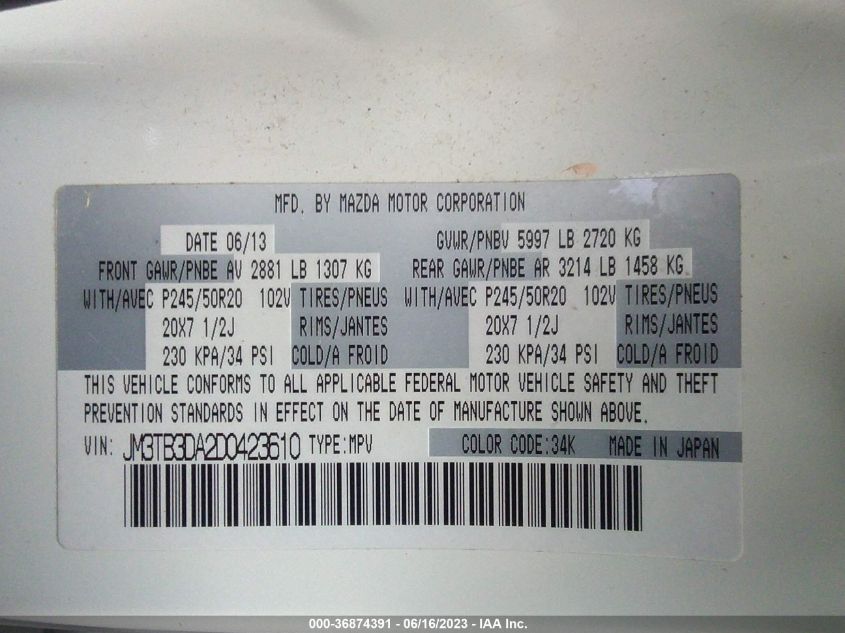 MFD. BY MAZDA MOTOR CORPORATION
DATE 06/13 GVWR/PNBV 5997 LB 2720 KG
FRONT GAWR/PNBE AV 2881 LB 1307 KG REAR GAWR/PNBE AR 3214 LB 1458 KG
WITH/AVEC P245/50R20 102V TIRES/PNEUS WITH/AVEC P245/50R20 102V TIRES/PNEUS
20X7 1/2J RIMS/JANTES 20X7 1/2J RIMS/JANTES
230 KPA/34 PSI COLD/A FROID 230 KPA/34 PSI COLD/A FROID
THIS VEHICLE CONFORMS TO ALL APPLICABLE FEDERAL MOTOR VEHICLE SAFETY AND THEFT
PREVENTION STANDARDS IN EFFECT ON THE DATE OF MANUFACTURE SHOWN ABOVE.
VIN: JM3TB3DA2D0423610 TYPE:MPV COLOR CODE:34K MADE IN JAPAN
000-36874391 - 06/16/2023 - IAA Inc.